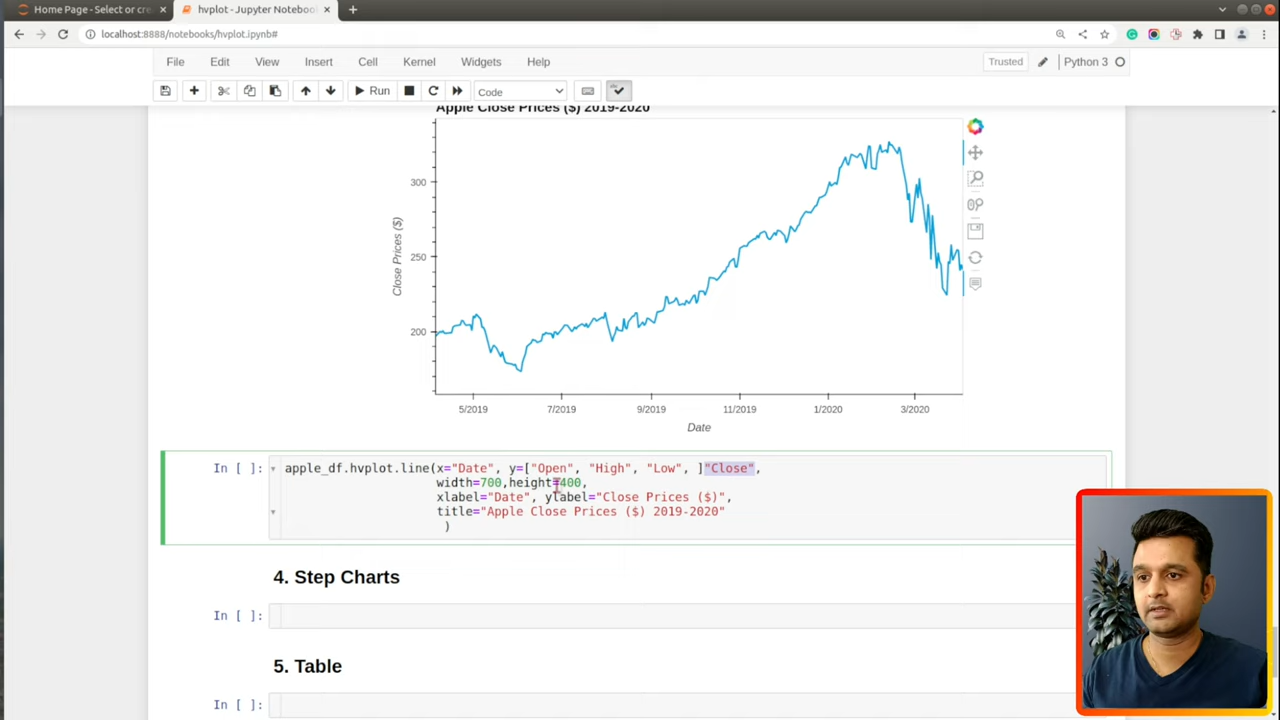 Home Page - Select or cre
hvplot - Jupyter Noteboo
localhost:8888/notebooks/hvplot.ipynb#
File Edit View Insert Cell Kernel Widgets Help
Trusted
Python 3
Run
Code
Apple Close Prices ($) 2019-2020
300
250
200
Close Prices ($)
5/2019 7/2019 9/2019 11/2019 1/2020 3/2020
Date
In [ ]: apple_df.hvplot.line(x="Date", y=["Open", "High", "Low", ]"Close",
width=700,height=400,
xlabel="Date", ylabel="Close Prices ($)",
title="Apple Close Prices ($) 2019-2020"
)
4. Step Charts
In [ ]:
5. Table
In [ ]: